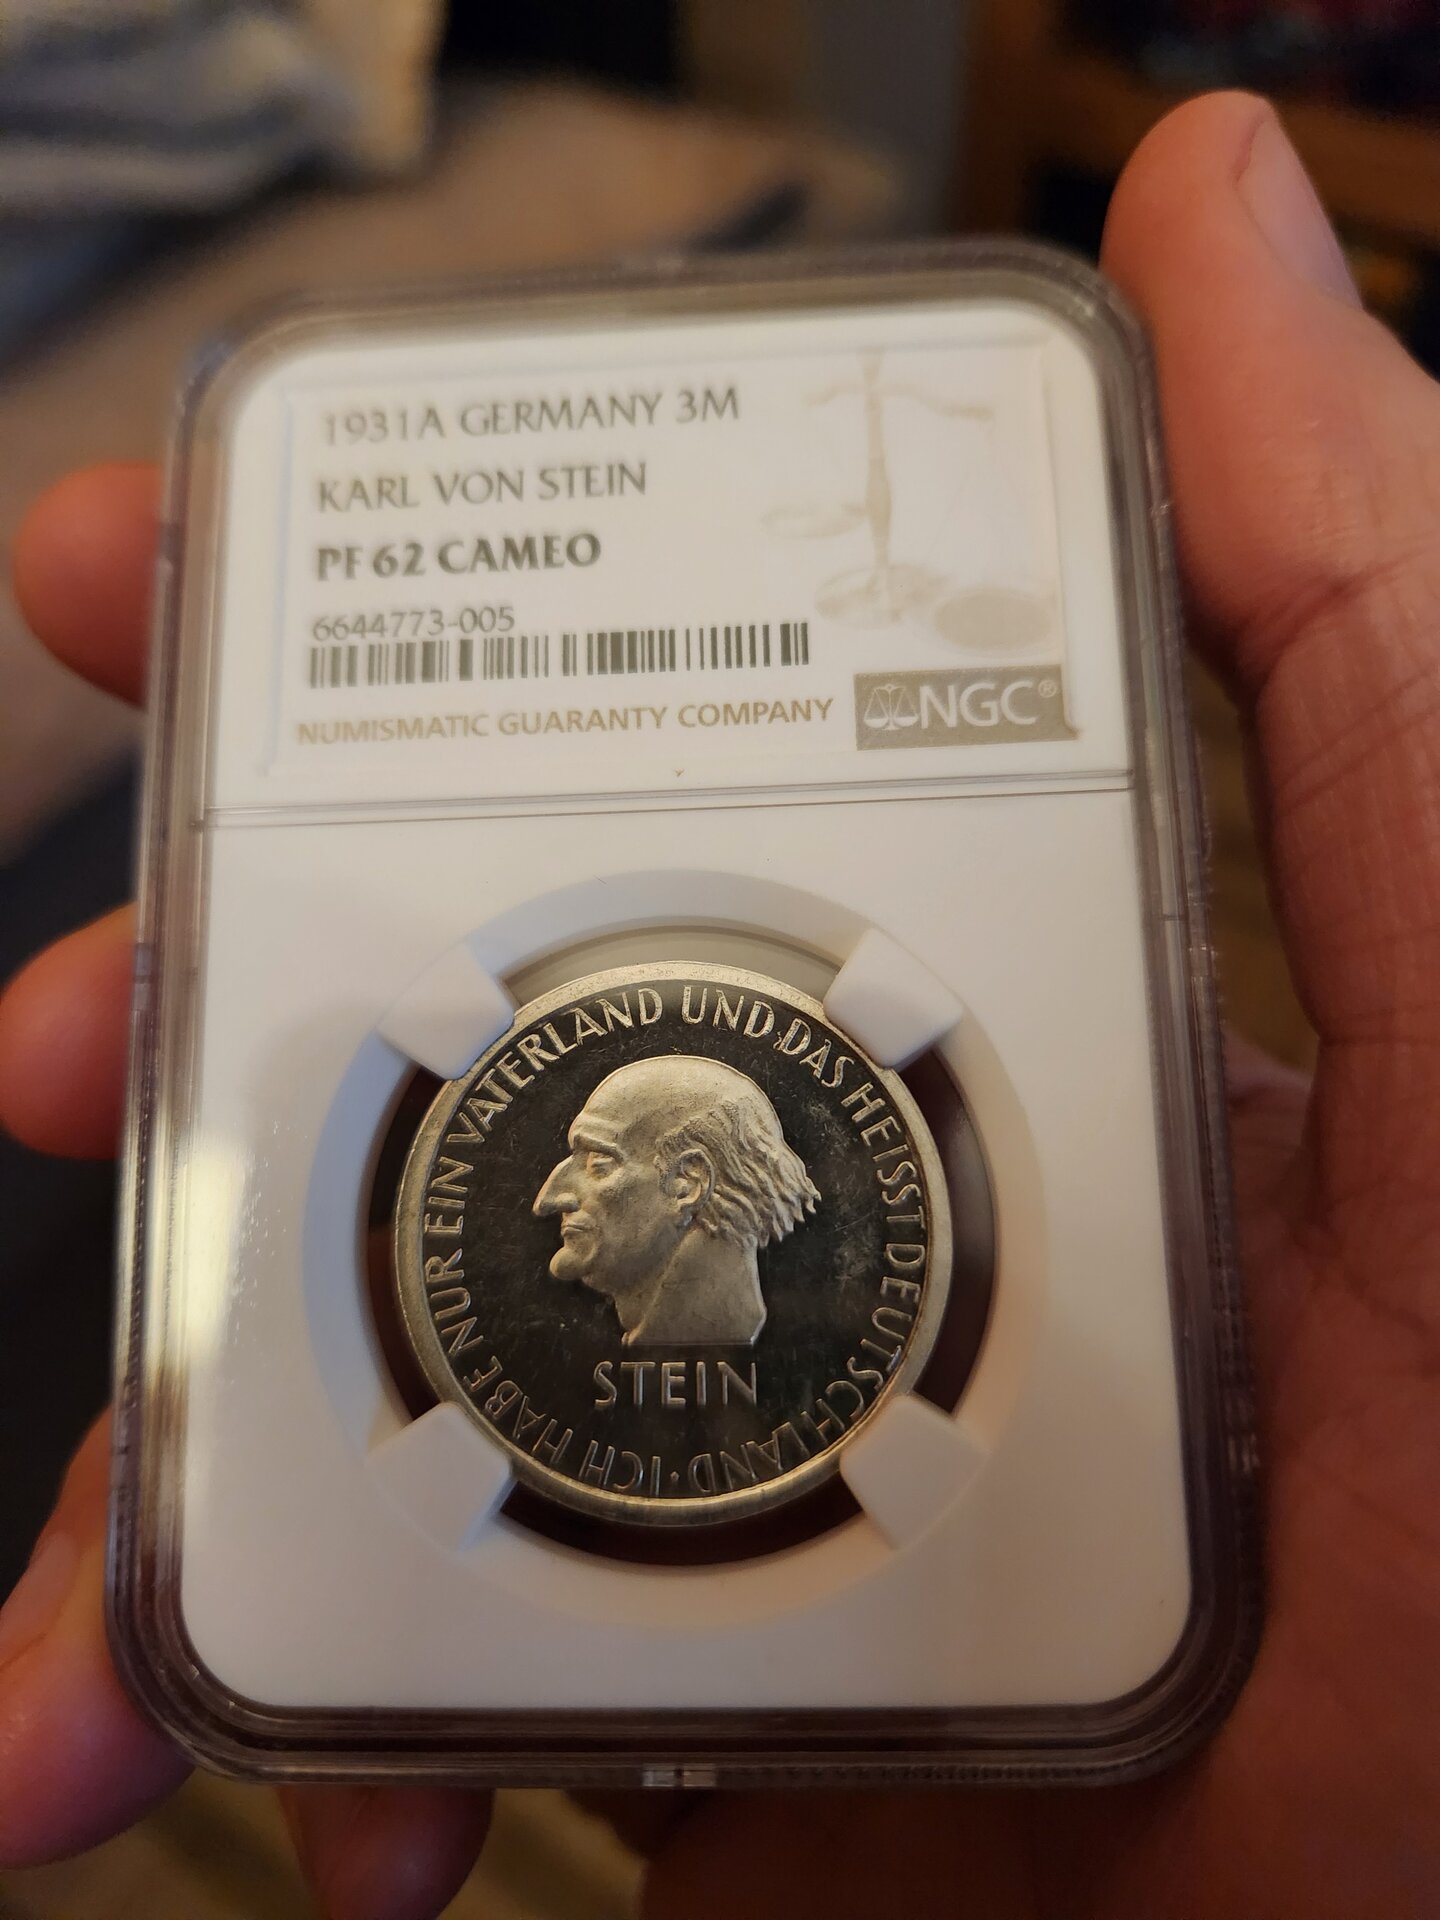 1931A GERMANY 3M
KARL VON STEIN
PF 62 CAMEO
6644773-005
NUMISMATIC GUARANTY COMPANY
NGC®
ICH HABE NUR EIN VATERLAND UND DAS HEISST DEUTSCHLAND ·
STEIN